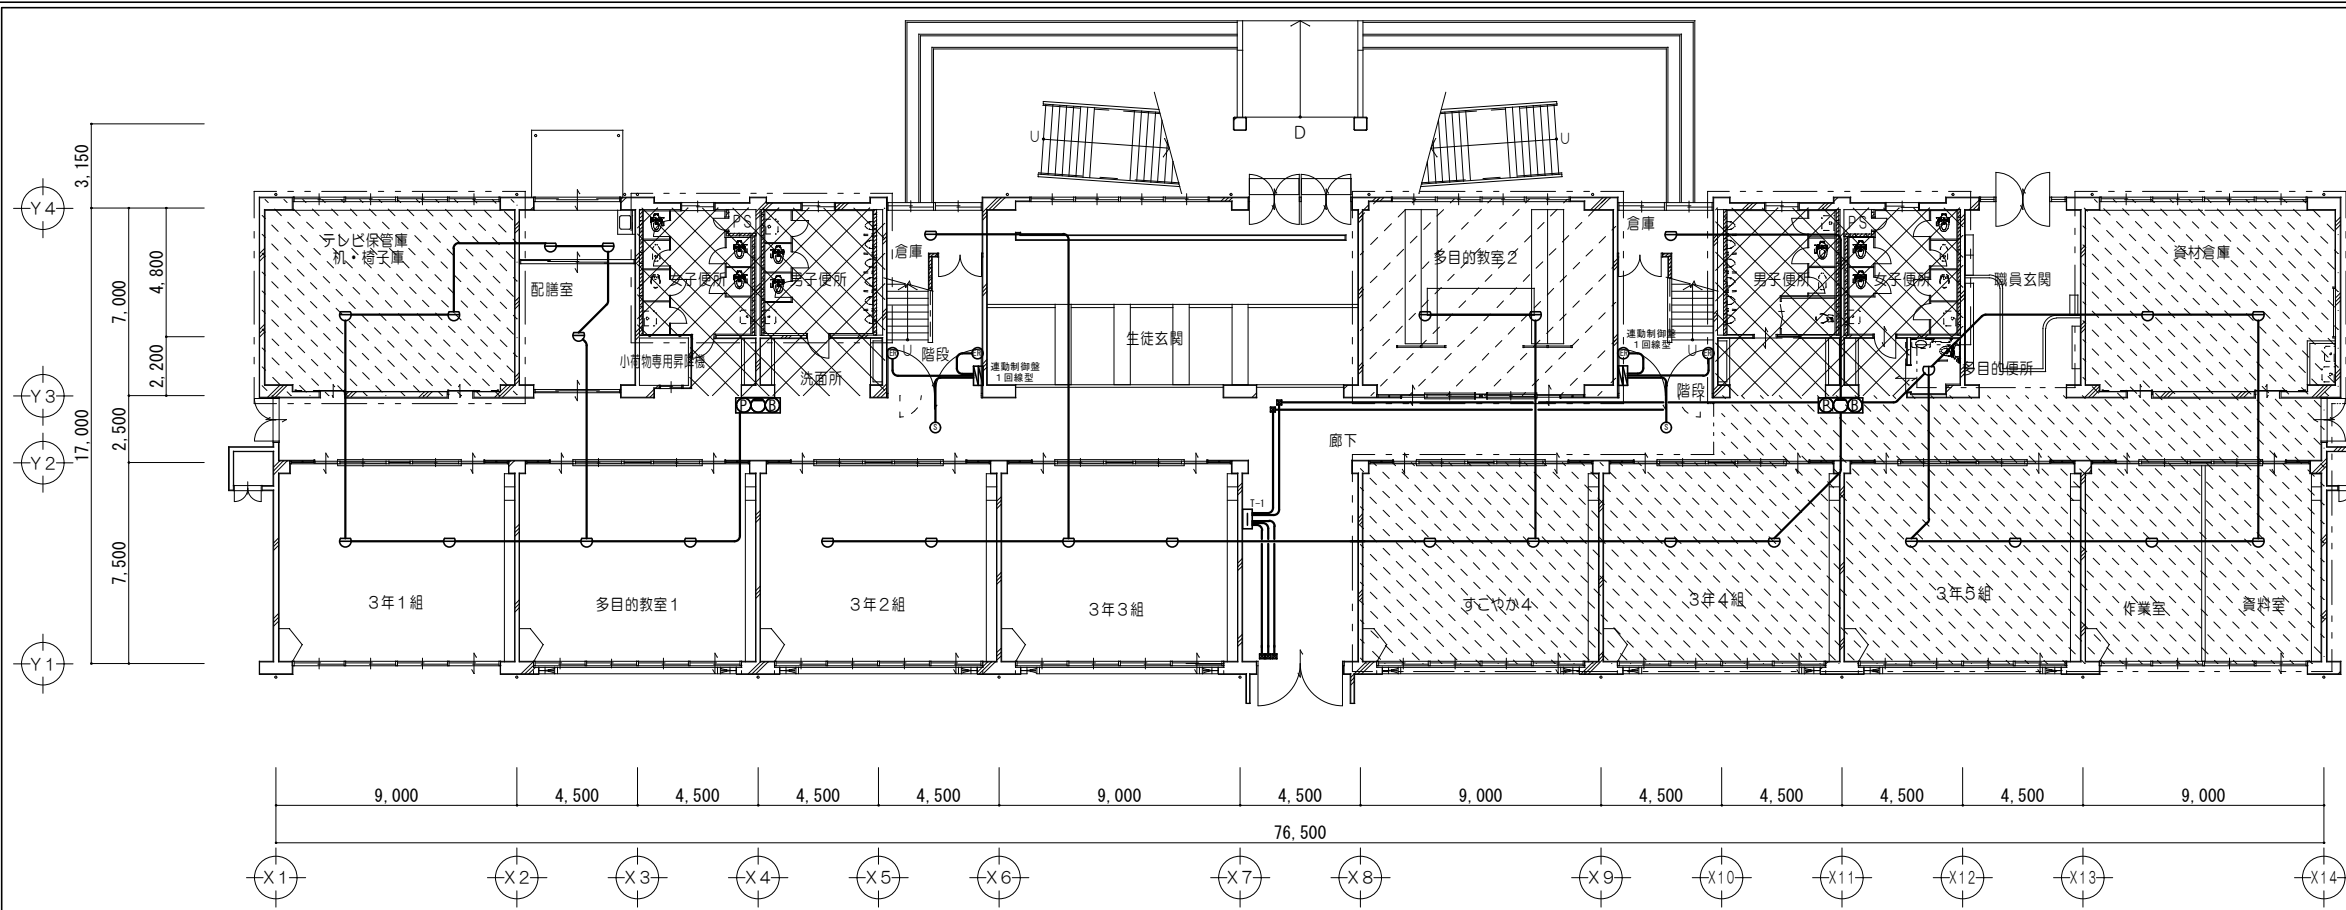 D
U
U
3,150
Y4
テレビ保管庫
机・椅子庫
PS
倉庫
倉庫
PS
4,800
7,000
配膳室
女子便所
男子便所
多目的教室2
男子便所
女子便所
職員玄関
資材倉庫
2,200
小荷物専用昇降機
洗面所
U
階段
連動制御盤
1回線型
生徒玄関
連動制御盤
1回線型
U
階段
多目的便所
Y3
P
B
R
B
S
S
17,000
2,500
廊下
Y2
T-1
7,500
3年1組
多目的教室1
3年2組
3年3組
すこやか4
3年4組
3年5組
作業室
資料室
Y1
9,000
4,500
4,500
4,500
4,500
9,000
4,500
9,000
4,500
4,500
4,500
4,500
9,000
76,500
X1
X2
X3
X4
X5
X6
X7
X8
X9
X10
X11
X12
X13
X14